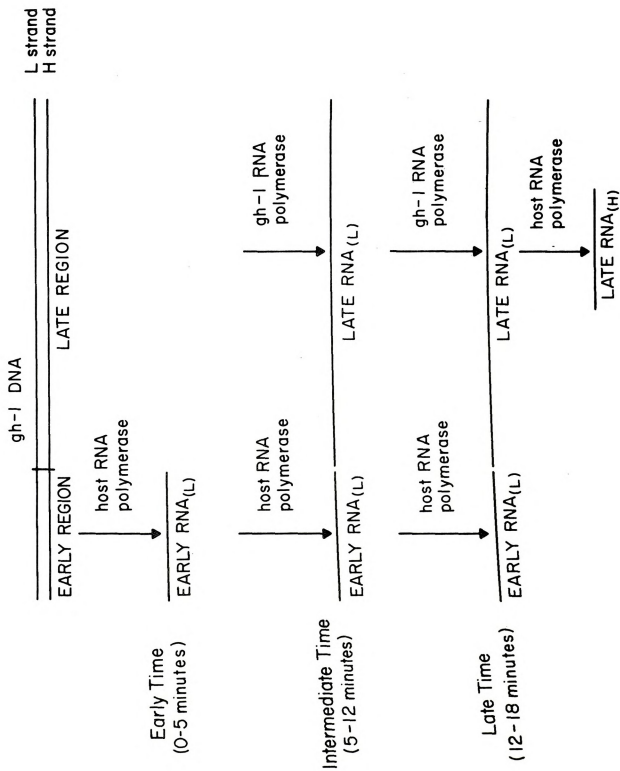 gh-1 DNA
L strand
H strand
EARLY REGION
LATE REGION
host RNA
polymerase
Early Time
(0-5 minutes)
EARLY RNA(L)
host RNA
polymerase
gh-1 RNA
polymerase
Intermediate Time
(5-12 minutes)
EARLY RNA(L)
LATE RNA(L)
host RNA
polymerase
gh-1 RNA
polymerase
Late Time
(12-18 minutes)
EARLY RNA(L)
LATE RNA(L)
host RNA
polymerase
LATE RNA(H)